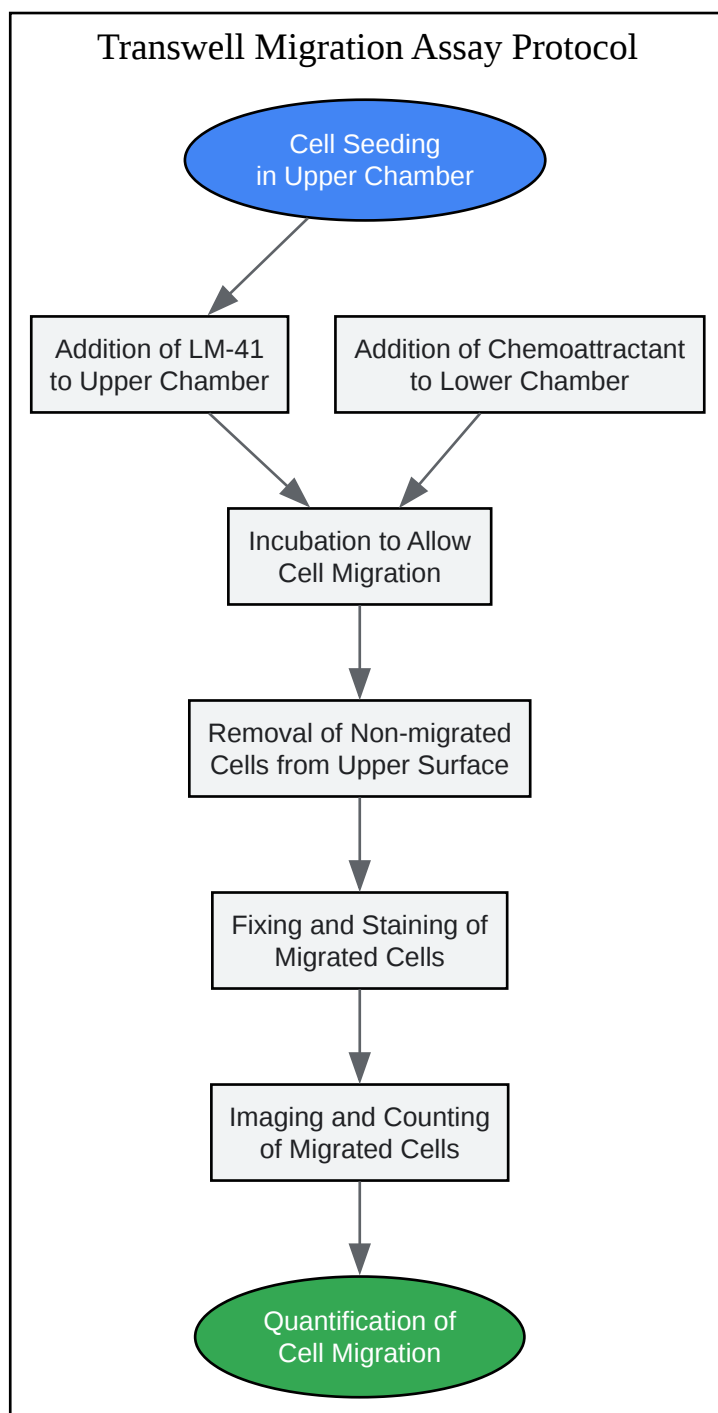 Transwell Migration Assay Protocol
Cell Seeding
in Upper Chamber
Addition of LM-41
to Upper Chamber
Addition of Chemoattractant
to Lower Chamber
Incubation to Allow
Cell Migration
Removal of Non-migrated
Cells from Upper Surface
Fixing and Staining of
Migrated Cells
Imaging and Counting
of Migrated Cells
Quantification of
Cell Migration